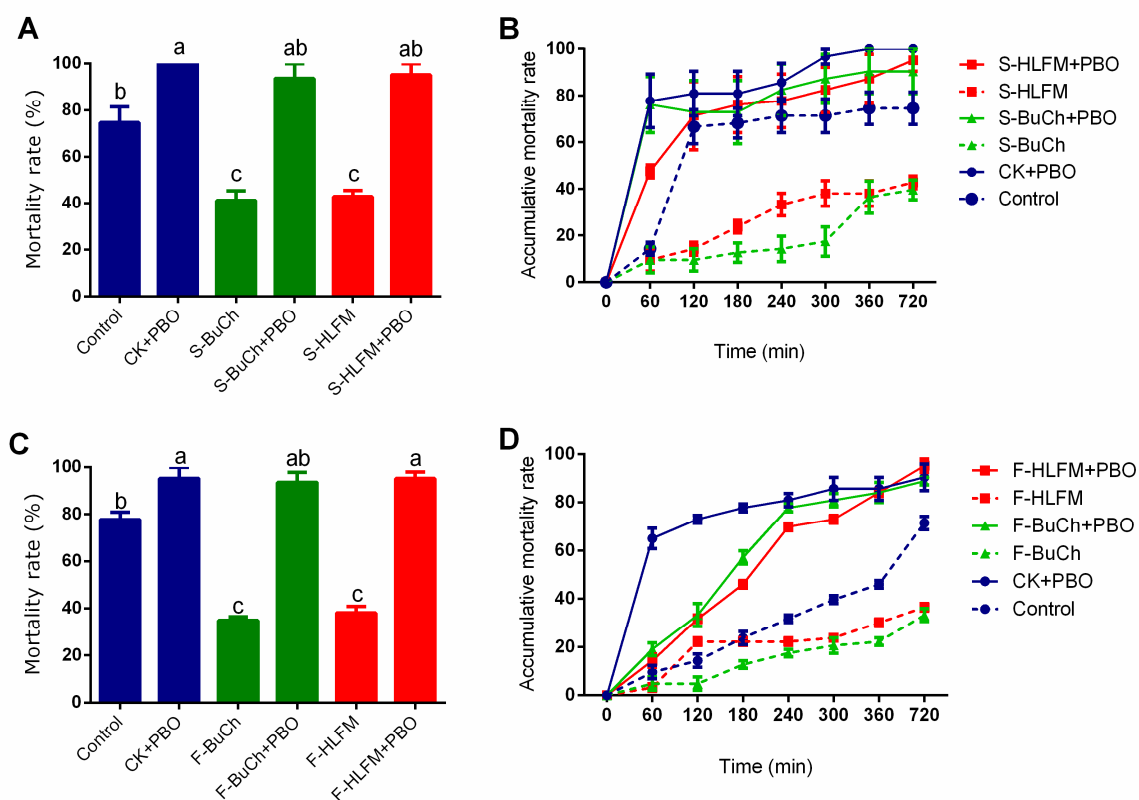 A
Mortality rate (%)
100
80
60
40
20
0
b
a
c
ab
c
ab
Control
CK+PBO
S-BuCh
S-BuCh+PBO
S-HLFM
S-HLFM+PBO
B
Accumulative mortality rate
100
80
60
40
20
0
0 60 120 180 240 300 360 720
Time (min)
S-HLFM+PBO
S-HLFM
S-BuCh+PBO
S-BuCh
CK+PBO
Control
C
Mortality rate (%)
100
80
60
40
20
0
b
a
c
ab
c
a
Control
CK+PBO
F-BuCh
F-BuCh+PBO
F-HLFM
F-HLFM+PBO
D
Accumulative mortality rate
100
80
60
40
20
0
0 60 120 180 240 300 360 720
Time (min)
F-HLFM+PBO
F-HLFM
F-BuCh+PBO
F-BuCh
CK+PBO
Control